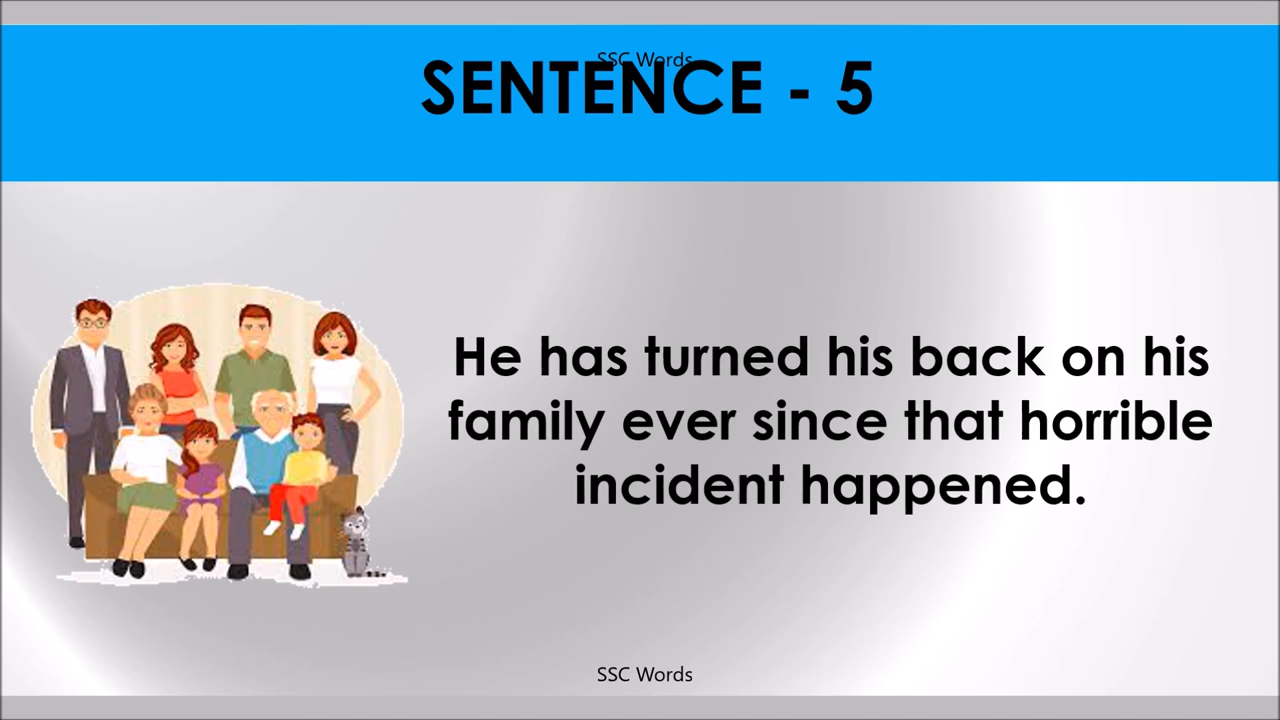 SSC Words
SENTENCE - 5
He has turned his back on his
family ever since that horrible
incident happened.
SSC Words